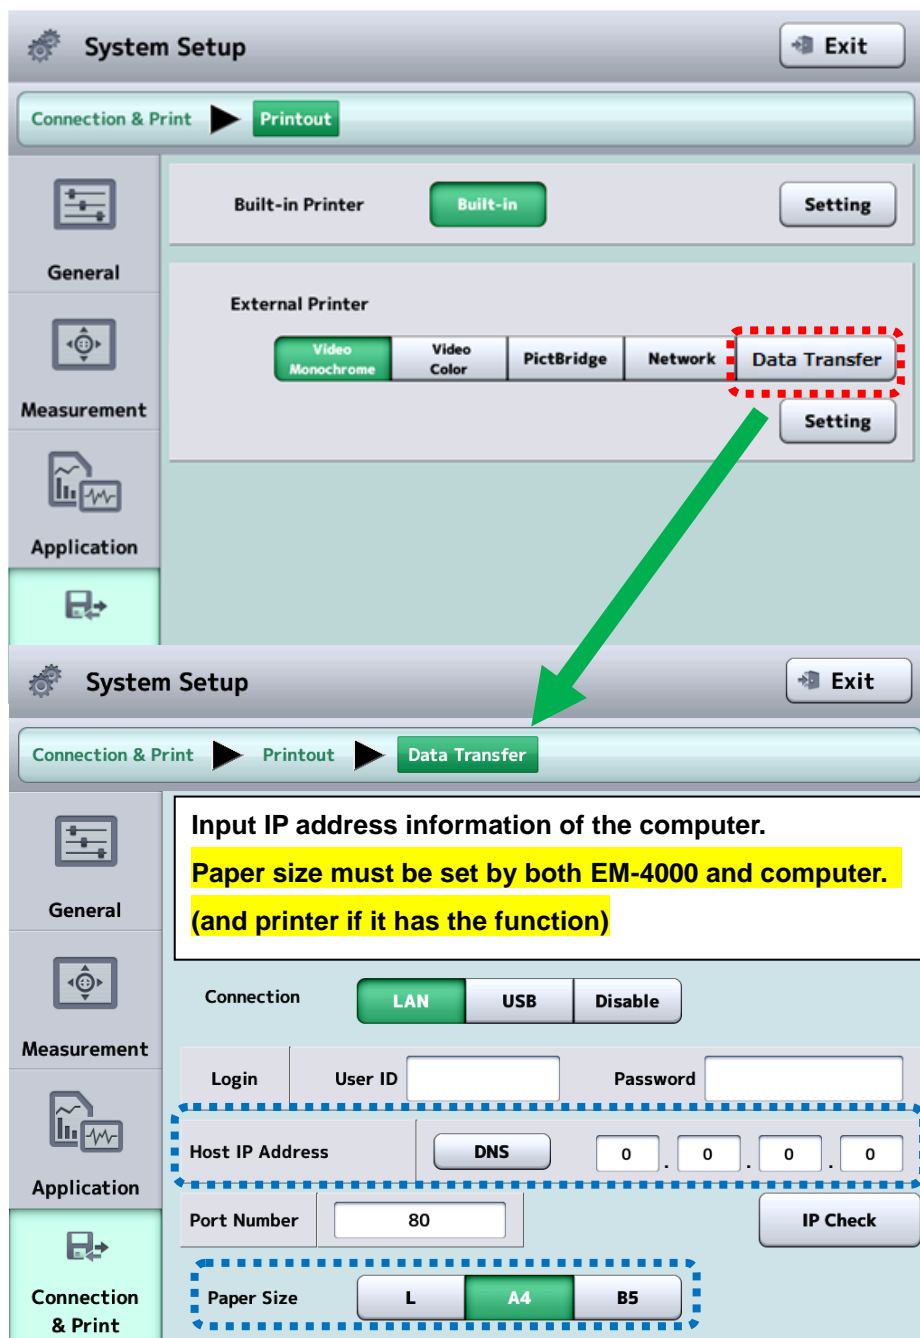 System Setup
Exit
Connection & Print
Printout
Built-in Printer
Built-in
Setting
General
External Printer
Video Monochrome
Video Color
PictBridge
Network
Data Transfer
Measurement
Setting
Application
System Setup
Exit
Connection & Print
Printout
Data Transfer
Input IP address information of the computer.
Paper size must be set by both EM-4000 and computer.
(and printer if it has the function)
General
Connection
LAN
USB
Disable
Measurement
Login
User ID
Password
Host IP Address
DNS
0 . 0 . 0 . 0
Application
Port Number
80
IP Check
Connection & Print
Paper Size
L
A4
B5